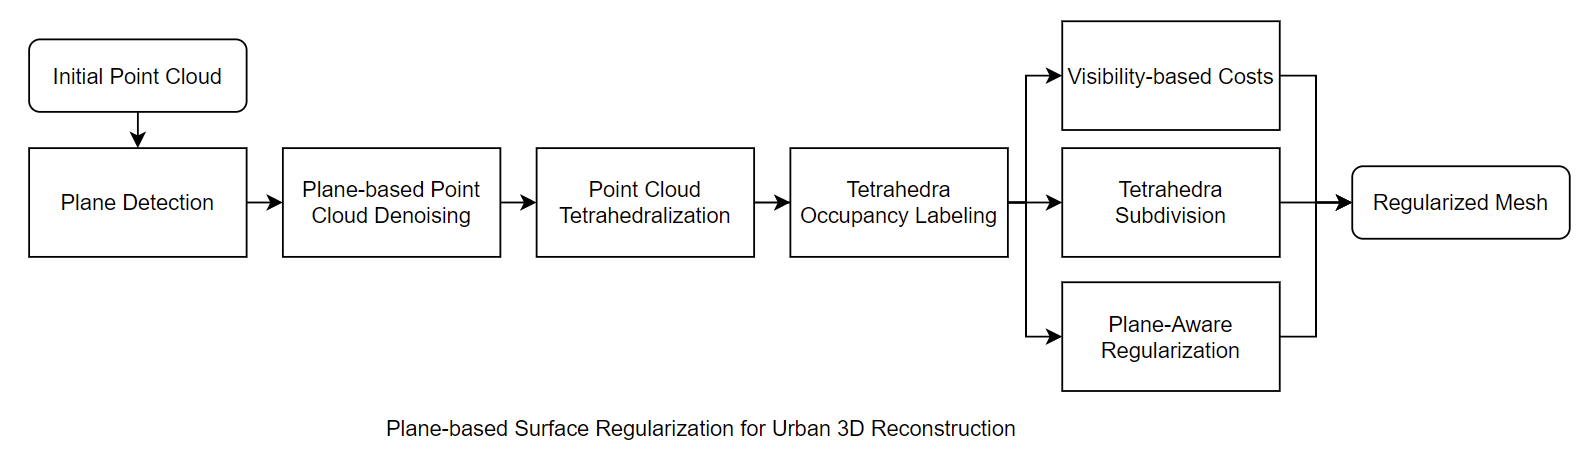 Initial Point Cloud
Plane Detection
Plane-based Point
Cloud Denoising
Point Cloud
Tetrahedralization
Tetrahedra
Occupancy Labeling
Visibility-based Costs
Tetrahedra
Subdivision
Plane-Aware
Regularization
Regularized Mesh
Plane-based Surface Regularization for Urban 3D Reconstruction